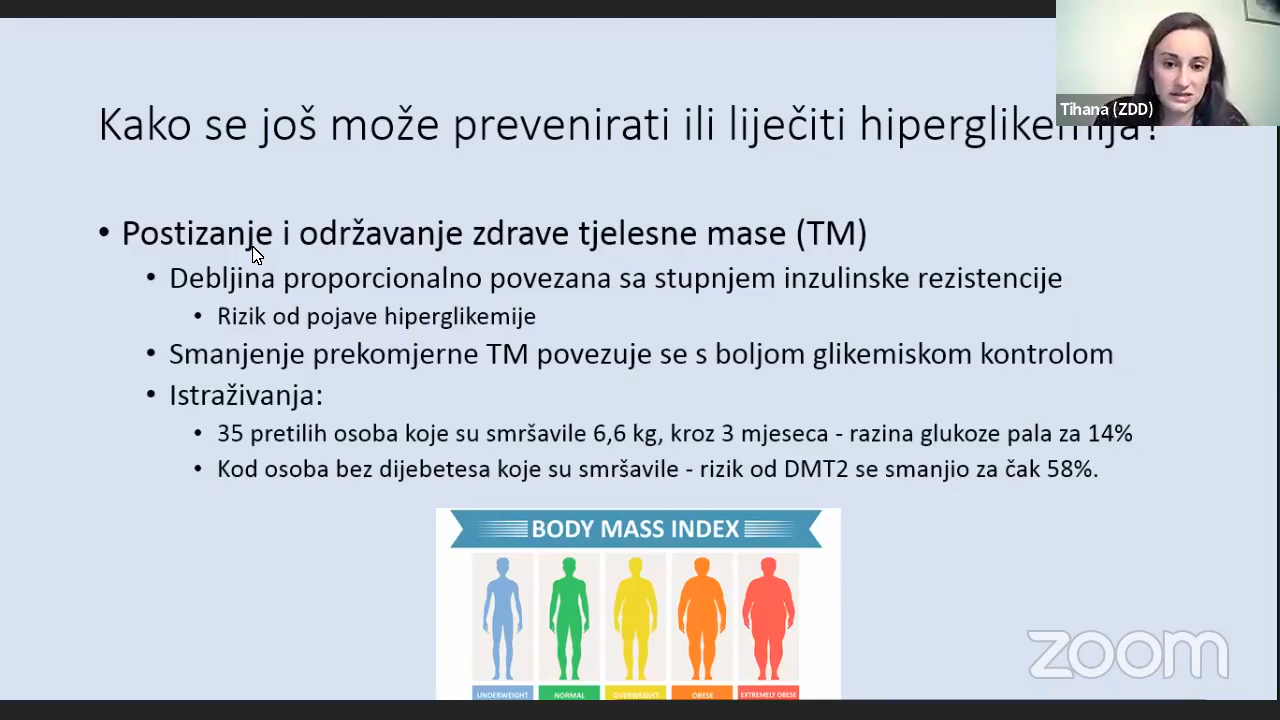 Kako se još može prevenirati ili liječiti hiperglikemija?
Tihana (ZDD)
• Postizanje i održavanje zdrave tjelesne mase (TM)
• Debljina proporcionalno povezana sa stupnjem inzulinske rezistencije
• Rizik od pojave hiperglikemije
• Smanjenje prekomjerne TM povezuje se s boljom glikemiskom kontrolom
• Istraživanja:
• 35 pretilih osoba koje su smršavile 6,6 kg, kroz 3 mjeseca - razina glukoze pala za 14%
• Kod osoba bez dijebetesa koje su smršavile - rizik od DMT2 se smanjio za čak 58%.
BODY MASS INDEX
UNDERWEIGHT NORMAL OVERWEIGHT OBESE EXTREMELY OBESE
zoom